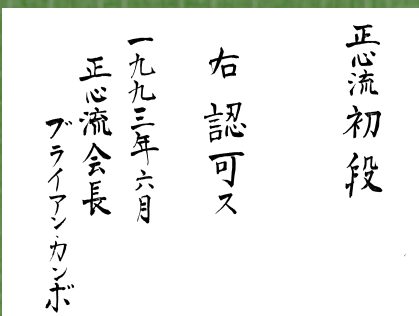 正心流初段
右認可ス
一九九三年六月
正心流会長
ブライアン・カンボ